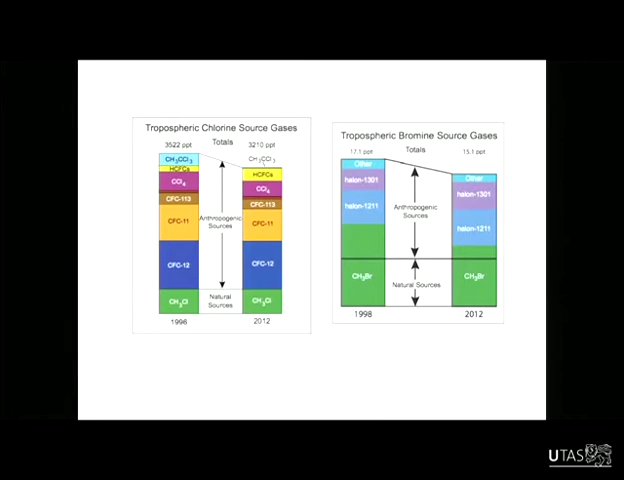 Tropospheric Chlorine Source Gases
3522 ppt
Totals
3210 ppt
CH3CCl3
HCFCs
CCl4
CFC-113
CFC-11
CFC-12
CH3Cl
Anthropogenic
Sources
Natural
Sources
CH3CCl3
HCFCs
CCl4
CFC-113
CFC-11
CFC-12
CH3Cl
1998
2012
Tropospheric Bromine Source Gases
17.1 ppt
Totals
15.1 ppt
Other
halon-1301
halon-1211
CH3Br
Anthropogenic
Sources
Natural Sources
Other
halon-1301
halon-1211
CH3Br
1998
2012
UTAS